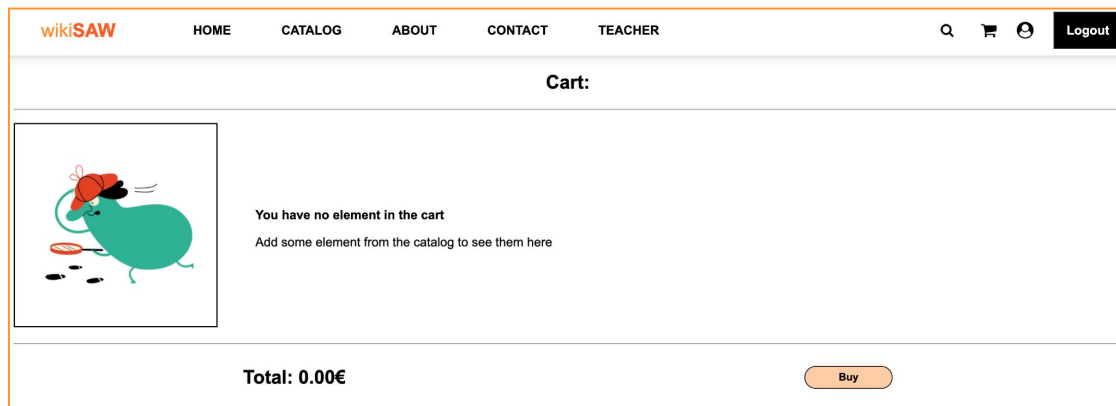 wikiSAW HOME CATALOG ABOUT CONTACT TEACHER Logout
Cart:
You have no element in the cart
Add some element from the catalog to see them here
Total: 0.00€ Buy